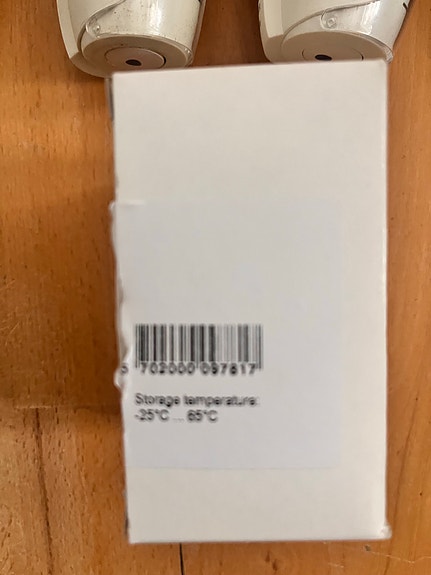 5 702000 097817
Storage temperature:
-25°C ... 65°C